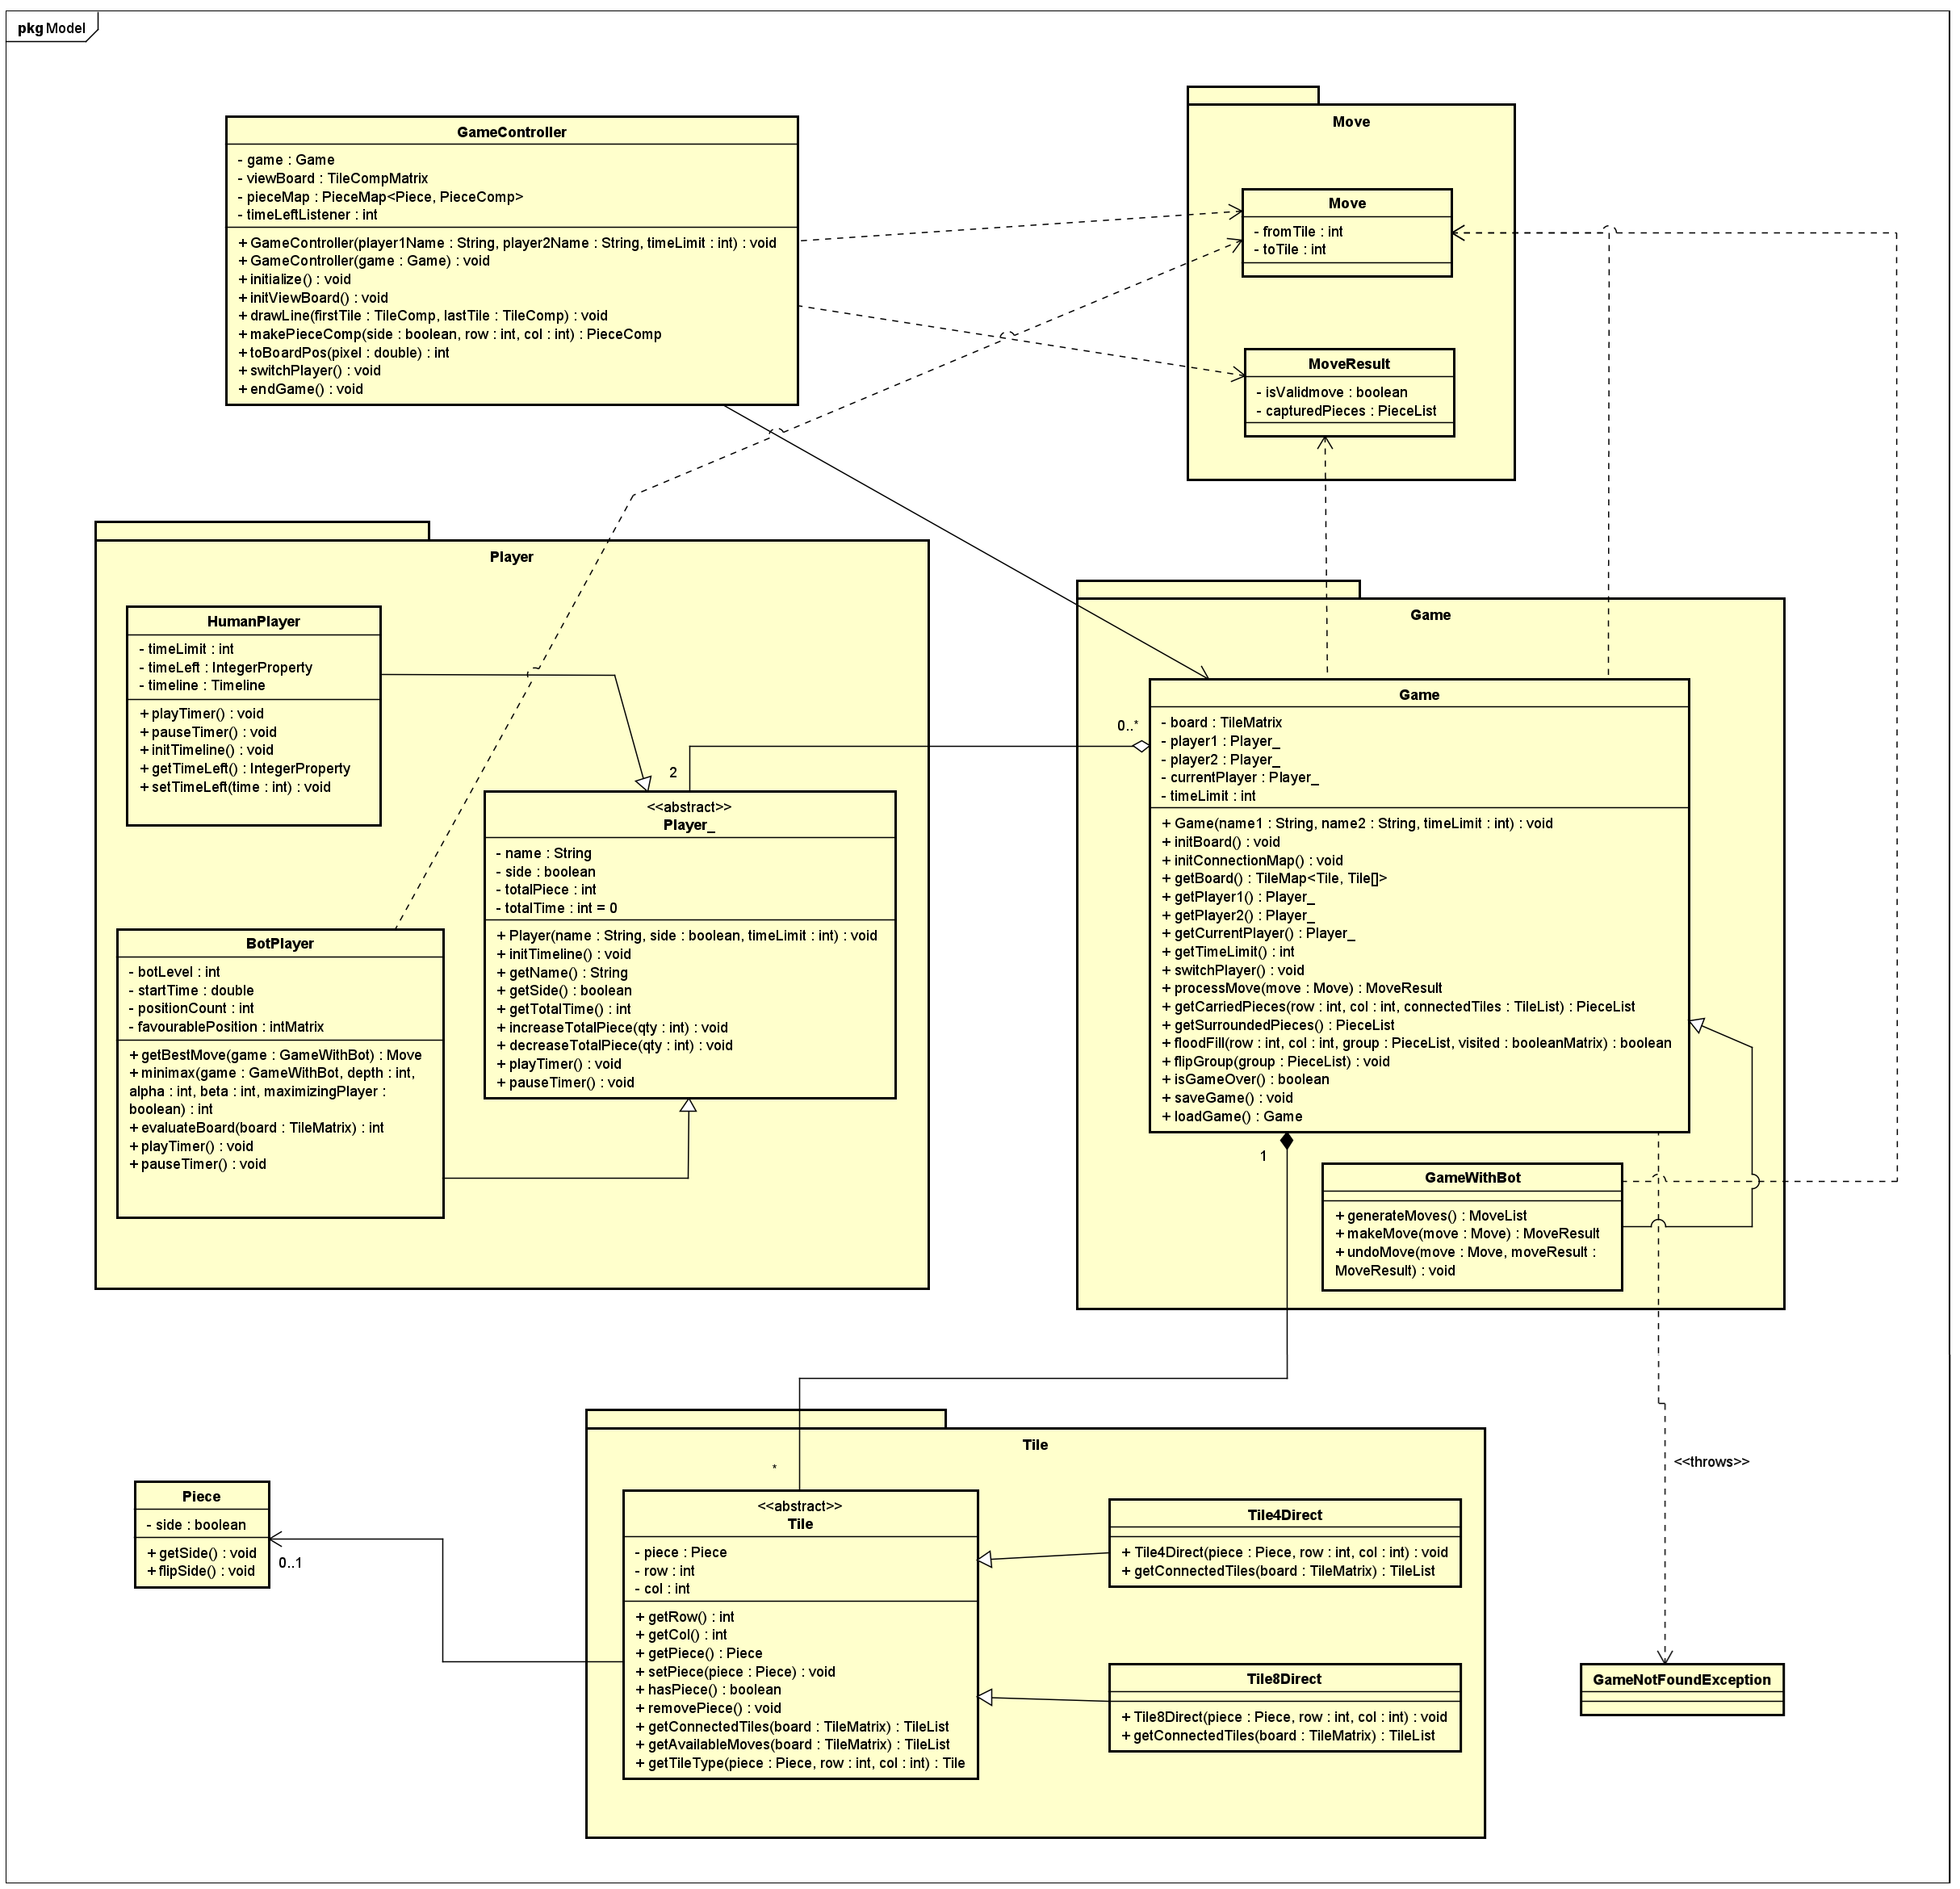 pkg Model
GameController
- game : Game
- viewBoard : TileCompMatrix
- pieceMap : PieceMap<Piece, PieceComp>
- timeLeftListener : int
+ GameController(player1Name : String, player2Name : String, timeLimit : int) : void
+ GameController(game : Game) : void
+ initialize() : void
+ initViewBoard() : void
+ drawLine(firstTile : TileComp, lastTile : TileComp) : void
+ makePieceComp(side : boolean, row : int, col : int) : PieceComp
+ toBoardPos(pixel : double) : int
+ switchPlayer() : void
+ endGame() : void
Move
Move
- fromTile : int
- toTile : int
MoveResult
- isValidmove : boolean
- capturedPieces : PieceList
Player
HumanPlayer
- timeLimit : int
- timeLeft : IntegerProperty
- timeline : Timeline
+ playTimer() : void
+ pauseTimer() : void
+ initTimeline() : void
+ getTimeLeft() : IntegerProperty
+ setTimeLeft(time : int) : void
2
<<abstract>>
Player_
- name : String
- side : boolean
- totalPiece : int
- totalTime : int = 0
+ Player(name : String, side : boolean, timeLimit : int) : void
+ initTimeline() : void
+ getName() : String
+ getSide() : boolean
+ getTotalTime() : int
+ increaseTotalPiece(qty : int) : void
+ decreaseTotalPiece(qty : int) : void
+ playTimer() : void
+ pauseTimer() : void
BotPlayer
- botLevel : int
- startTime : double
- positionCount : int
- favourablePosition : intMatrix
+ getBestMove(game : GameWithBot) : Move
+ minimax(game : GameWithBot, depth : int,
alpha : int, beta : int, maximizingPlayer :
boolean) : int
+ evaluateBoard(board : TileMatrix) : int
+ playTimer() : void
+ pauseTimer() : void
Game
0..*
Game
- board : TileMatrix
- player1 : Player_
- player2 : Player_
- currentPlayer : Player_
- timeLimit : int
+ Game(name1 : String, name2 : String, timeLimit : int) : void
+ initBoard() : void
+ initConnectionMap() : void
+ getBoard() : TileMap<Tile, Tile[]>
+ getPlayer1() : Player_
+ getPlayer2() : Player_
+ getCurrentPlayer() : Player_
+ getTimeLimit() : int
+ switchPlayer() : void
+ processMove(move : Move) : MoveResult
+ getCarriedPieces(row : int, col : int, connectedTiles : TileList) : PieceList
+ getSurroundedPieces() : PieceList
+ floodFill(row : int, col : int, group : PieceList, visited : booleanMatrix) : boolean
+ flipGroup(group : PieceList) : void
+ isGameOver() : boolean
+ saveGame() : void
+ loadGame() : Game
1
GameWithBot
+ generateMoves() : MoveList
+ makeMove(move : Move) : MoveResult
+ undoMove(move : Move, moveResult :
MoveResult) : void
Tile
*
<<abstract>>
Tile
- piece : Piece
- row : int
- col : int
+ getRow() : int
+ getCol() : int
+ getPiece() : Piece
+ setPiece(piece : Piece) : void
+ hasPiece() : boolean
+ removePiece() : void
+ getConnectedTiles(board : TileMatrix) : TileList
+ getAvailableMoves(board : TileMatrix) : TileList
+ getTileType(piece : Piece, row : int, col : int) : Tile
Tile4Direct
+ Tile4Direct(piece : Piece, row : int, col : int) : void
+ getConnectedTiles(board : TileMatrix) : TileList
Tile8Direct
+ Tile8Direct(piece : Piece, row : int, col : int) : void
+ getConnectedTiles(board : TileMatrix) : TileList
Piece
- side : boolean
+ getSide() : void
+ flipSide() : void
0..1
<<throws>>
GameNotFoundException